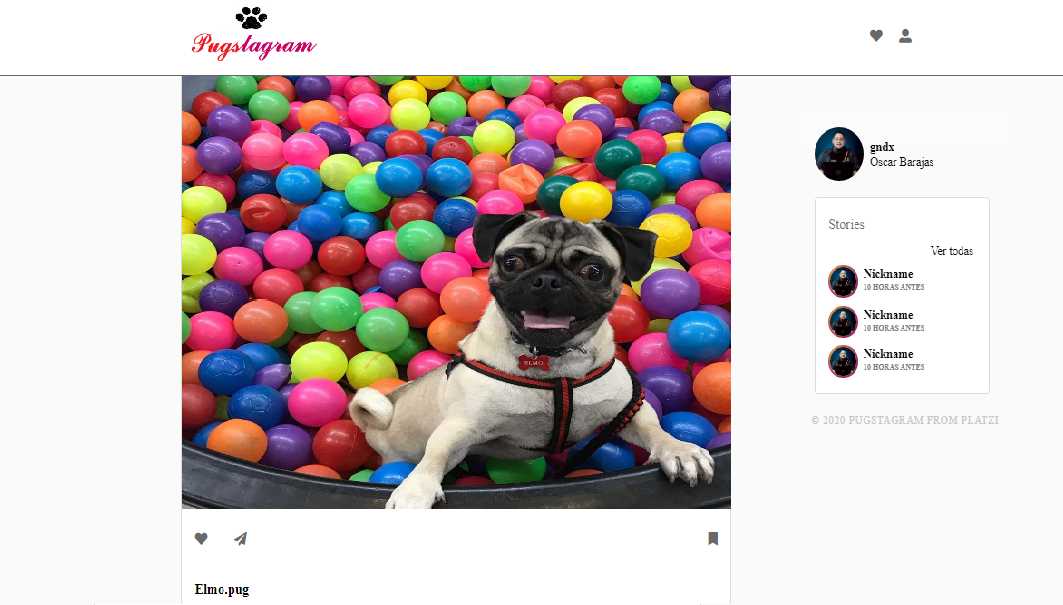 Pugstagram
gndx
Oscar Barajas
Stories
Ver todas
Nickname
10 HORAS ANTES
Nickname
10 HORAS ANTES
Nickname
10 HORAS ANTES
© 2020 PUGSTAGRAM FROM PLATZI
ELMO
Elmo.pug